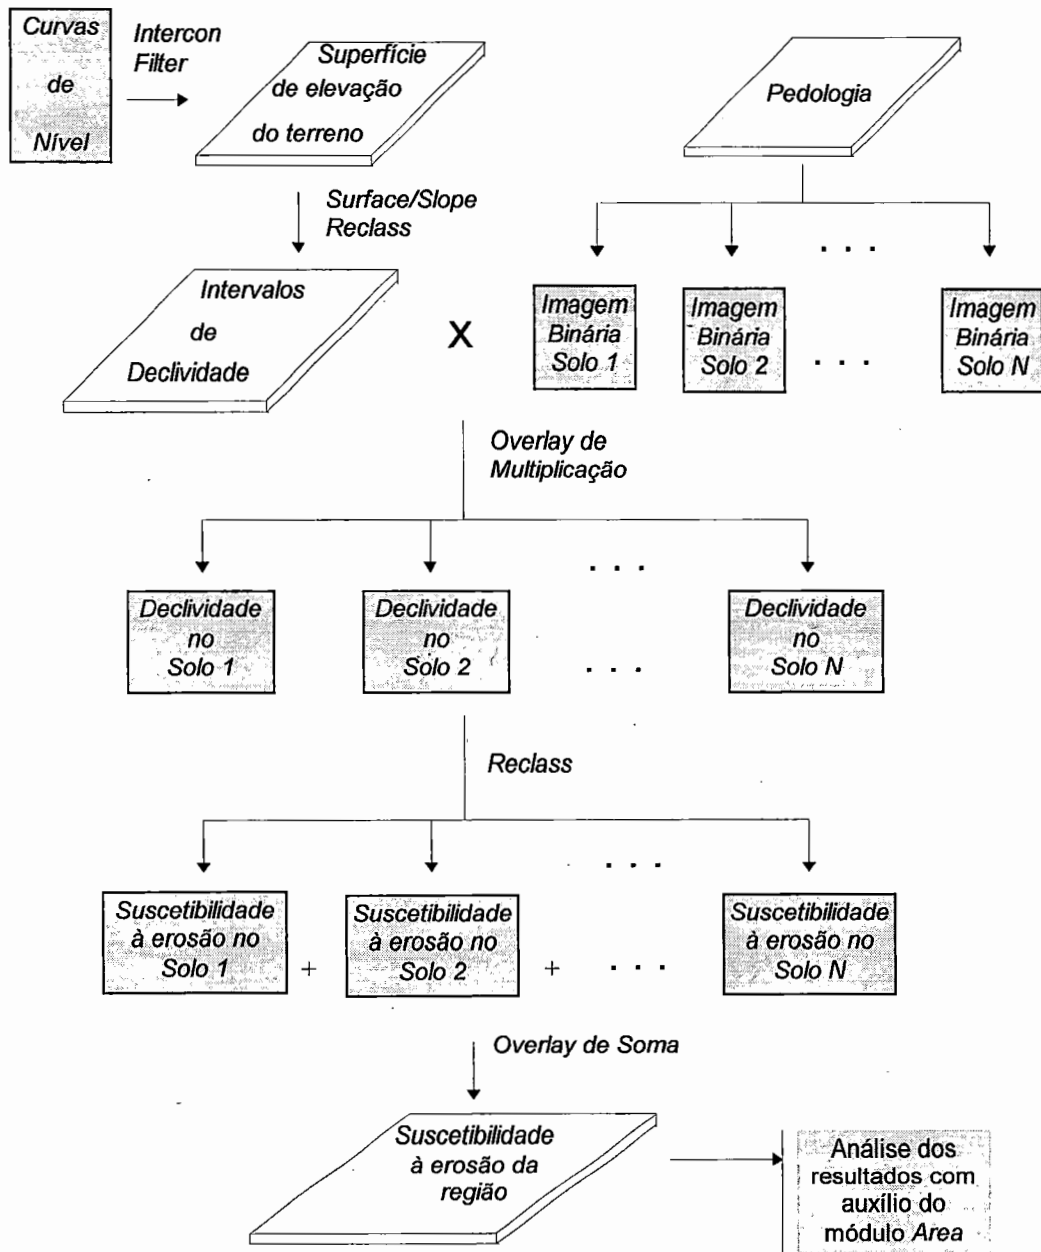 Curvas
de
Nível
Intercon
Filter
Superfície
de elevação
do terreno
Pedologia
Surface/Slope
Reclass
. . .
Intervalos
de
Declividade
X
Imagem
Binária
Solo 1
Imagem
Binária
Solo 2
. . .
Imagem
Binária
Solo N
Overlay de
Multiplicação
. . .
Declividade
no
Solo 1
Declividade
no
Solo 2
. . .
Declividade
no
Solo N
Reclass
. . .
Suscetibilidade
à erosão no
Solo 1
+
Suscetibilidade
à erosão no
Solo 2
+
. . .
Suscetibilidade
à erosão no
Solo N
Overlay de Soma
Suscetibilidade
à erosão da
região
Análise dos
resultados com
auxílio do
módulo Area